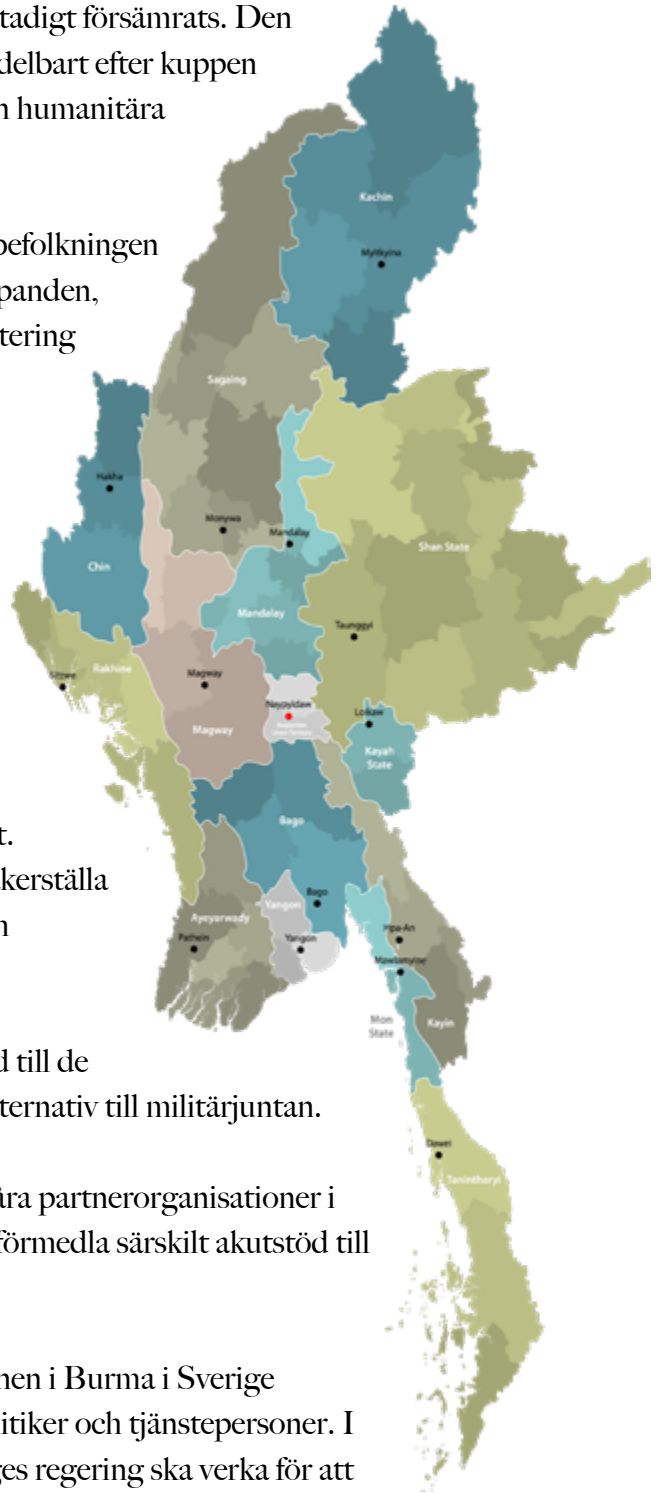 tadigt försämrats. Den
delbart efter kuppen
n humanitära
befolkningen
panden,
tering
t.
kerställa
n
d till de
ternativ till militärjuntan.
åra partnerorganisationer i
förmedla särskilt akutstöd till
nen i Burma i Sverige
litiker och tjänstepersoner. I
ges regering ska verka för att
Kachin
Myitkyina
Sagaing
Hakha
Monywa
Mandalay
Shan State
Chin
Mandalay
Taunggyi
Rakhine
Sittwe
Magway
Naypyidaw
Loikaw
Magway
Kayah
State
Bago
Bago
Ayeyarwady
Yangon
Pathein
Yangon
Hpa-An
Mawlamyine
Mon
State
Kayin
Dawei
Tanintharyi